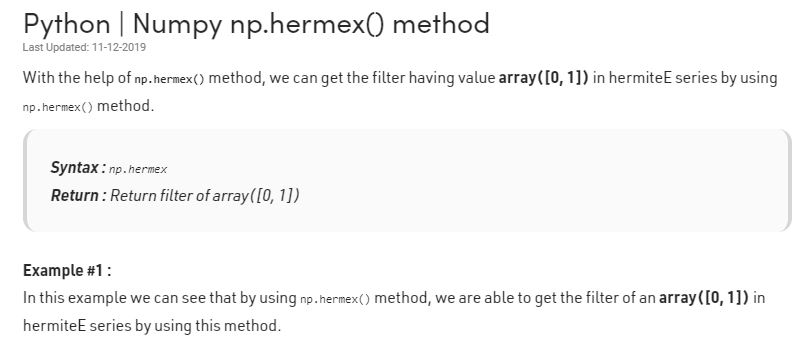 Python | Numpy np.hermex() method
Last Updated: 11-12-2019
With the help of np.hermex() method, we can get the filter having value array([0, 1]) in hermiteE series by using
np.hermex() method.
Syntax : np.hermex
Return : Return filter of array([0, 1])
Example #1 :
In this example we can see that by using np.hermex() method, we are able to get the filter of an array([0, 1]) in
hermiteE series by using this method.